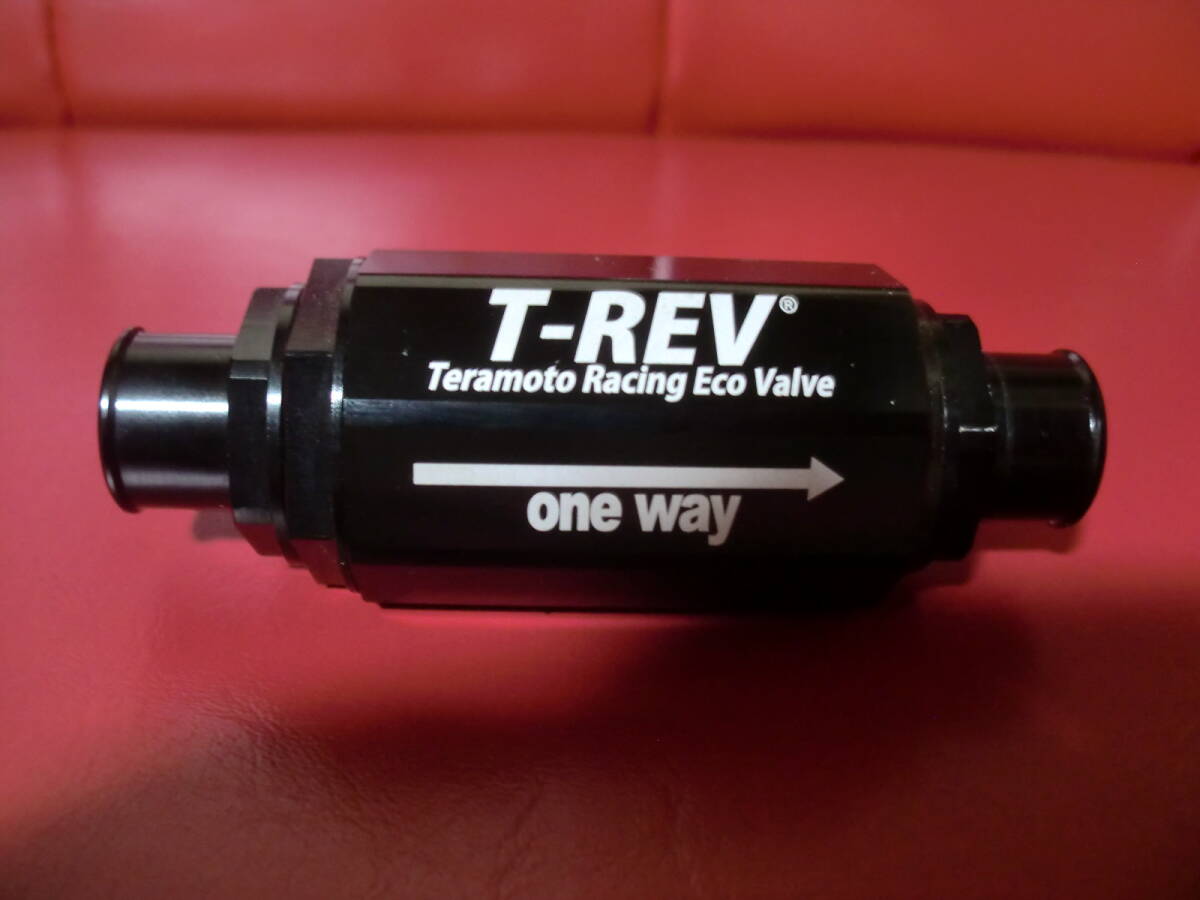 T-REV®
Teramoto Racing Eco Valve
one way